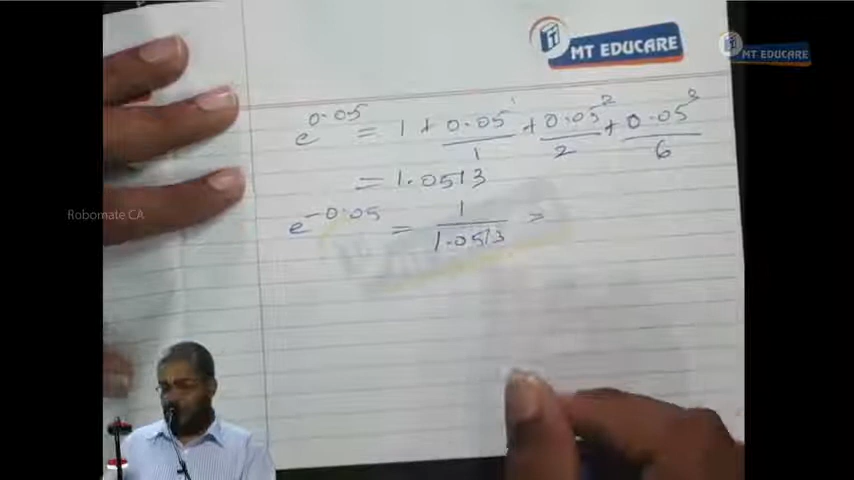 MT EDUCARE
MT EDUCARE
e^0.05 = 1 + 0.05^1/1 + 0.05^2/2 + 0.05^3/6
= 1.0513
Robomate CA
e^-0.05 = 1/1.0513 =